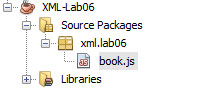 XML-Lab06
Source Packages
xml.lab06
book.js
Libraries